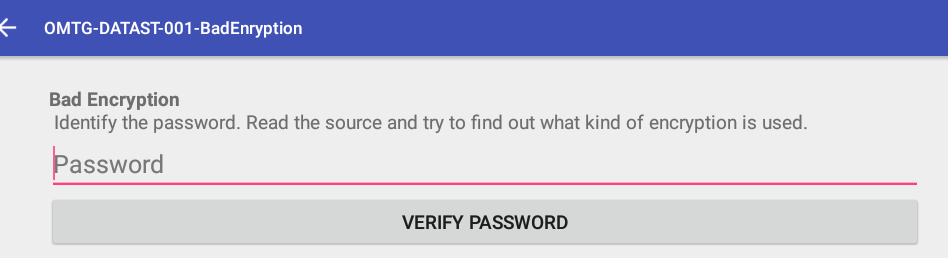 OMTG-DATAST-001-BadEnryption
Bad Encryption
Identify the password. Read the source and try to find out what kind of encryption is used.
Password
VERIFY PASSWORD